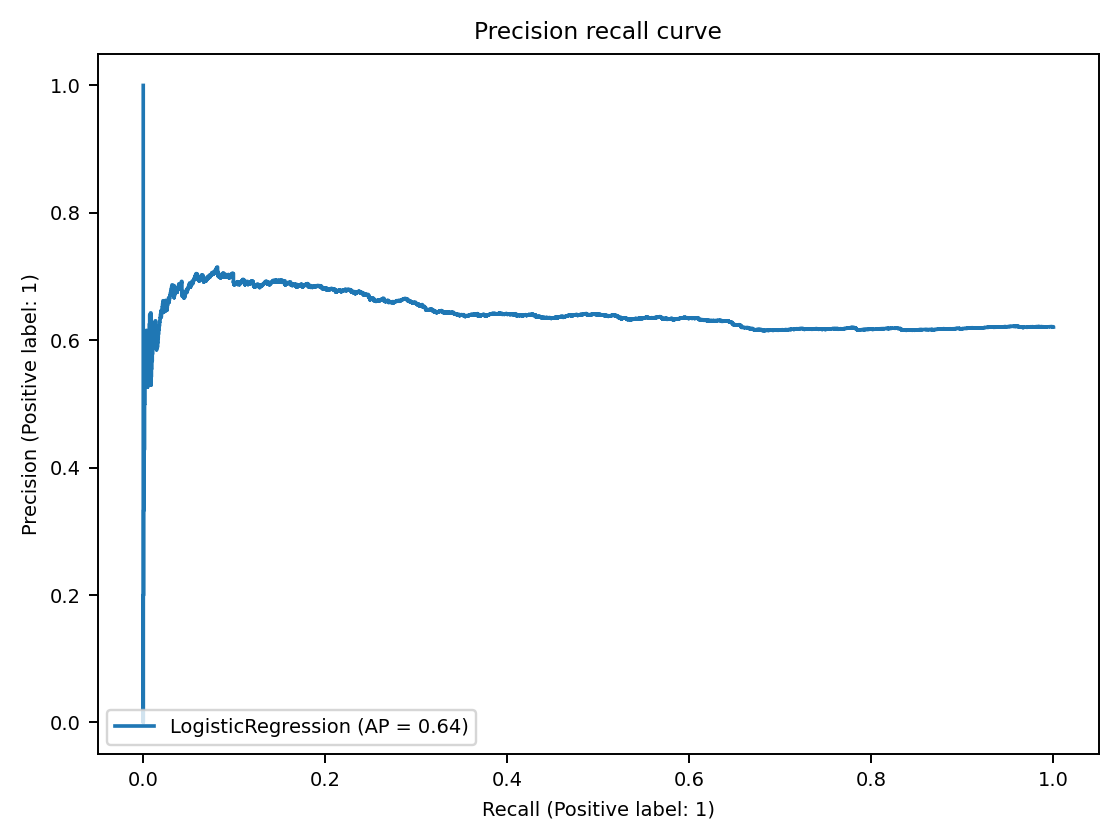 Precision recall curve
Precision (Positive label: 1)
1.0
0.8
0.6
0.4
0.2
0.0
LogisticRegression (AP = 0.64)
0.0 0.2 0.4 0.6 0.8 1.0
Recall (Positive label: 1)